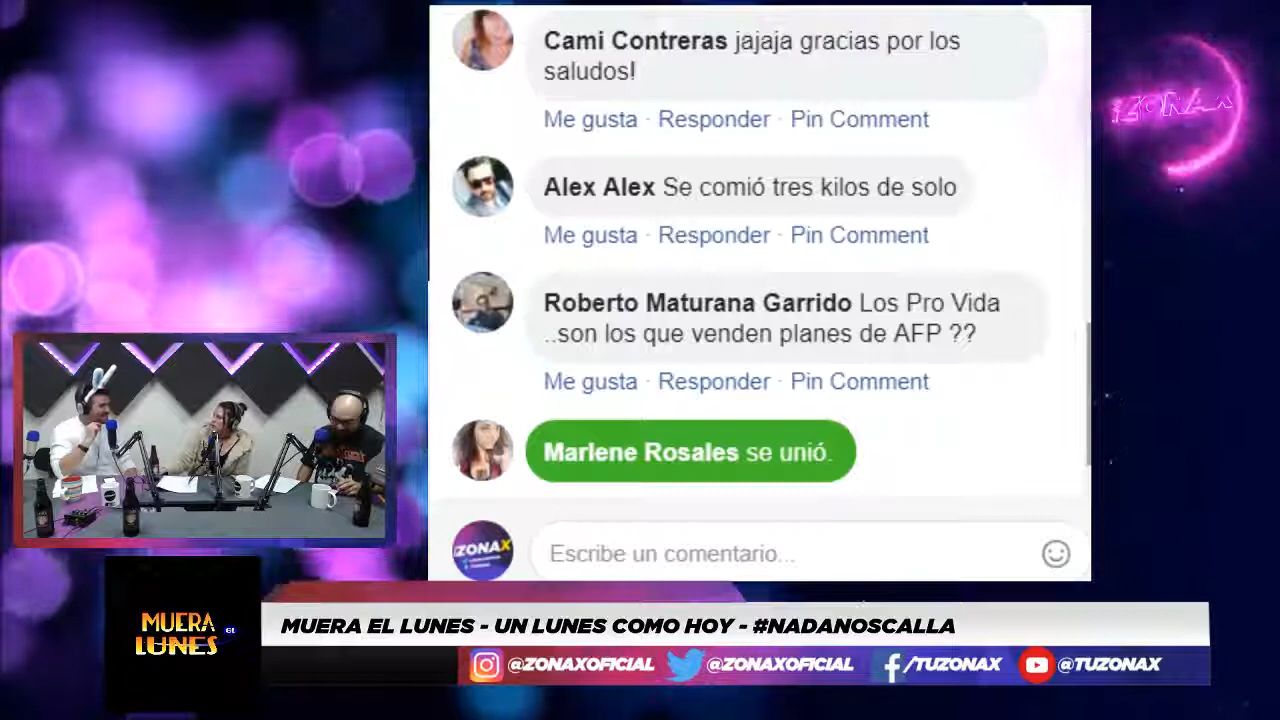 Cami Contreras jajaja gracias por los
saludos!
Me gusta · Responder · Pin Comment
ZONAX
Alex Alex Se comió tres kilos de solo
Me gusta · Responder · Pin Comment
Roberto Maturana Garrido Los Pro Vida
..son los que venden planes de AFP ??
Me gusta · Responder · Pin Comment
Marlene Rosales se unió.
ZONAX
Escribe un comentario...
MUERA EL
LUNES
MUERA EL LUNES - UN LUNES COMO HOY - #NADANOSCALLA
@ZONAXOFICIAL @ZONAXOFICIAL /TUZONAX @TUZONAX